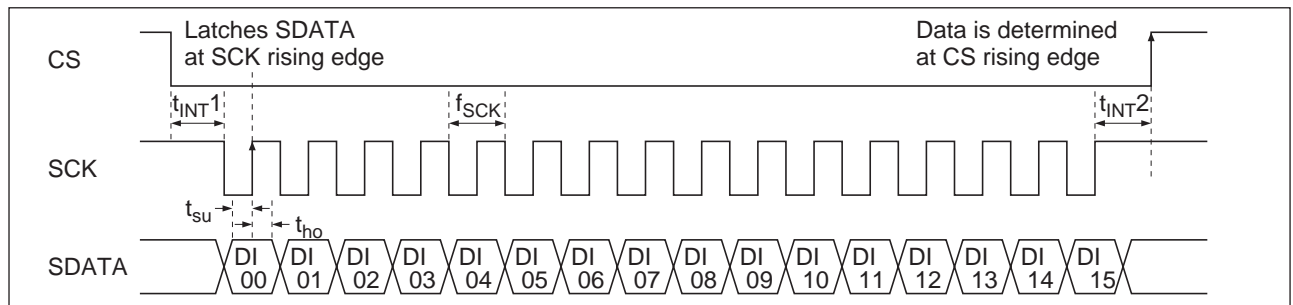 Latches SDATA
at SCK rising edge
Data is determined
at CS rising edge
CS
tINT1
fSCK
tINT2
SCK
tsu
tho
SDATA
DI 00
DI 01
DI 02
DI 03
DI 04
DI 05
DI 06
DI 07
DI 08
DI 09
DI 10
DI 11
DI 12
DI 13
DI 14
DI 15